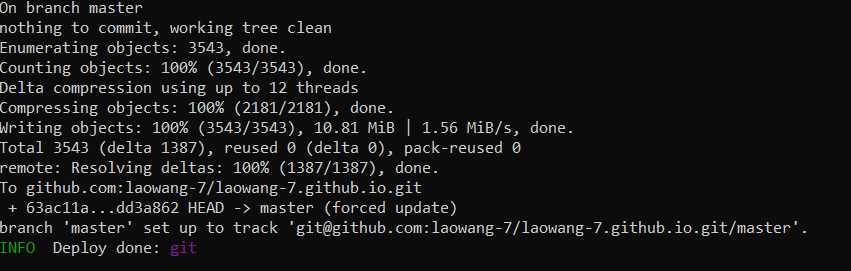 On branch master
nothing to commit, working tree clean
Enumerating objects: 3543, done.
Counting objects: 100% (3543/3543), done.
Delta compression using up to 12 threads
Compressing objects: 100% (2181/2181), done.
Writing objects: 100% (3543/3543), 10.81 MiB | 1.56 MiB/s, done.
Total 3543 (delta 1387), reused 0 (delta 0), pack-reused 0
remote: Resolving deltas: 100% (1387/1387), done.
To github.com:laowang-7/laowang-7.github.io.git
 + 63ac11a...dd3a862 HEAD -> master (forced update)
branch 'master' set up to track 'git@github.com:laowang-7/laowang-7.github.io.git/master'.
INFO  Deploy done: git